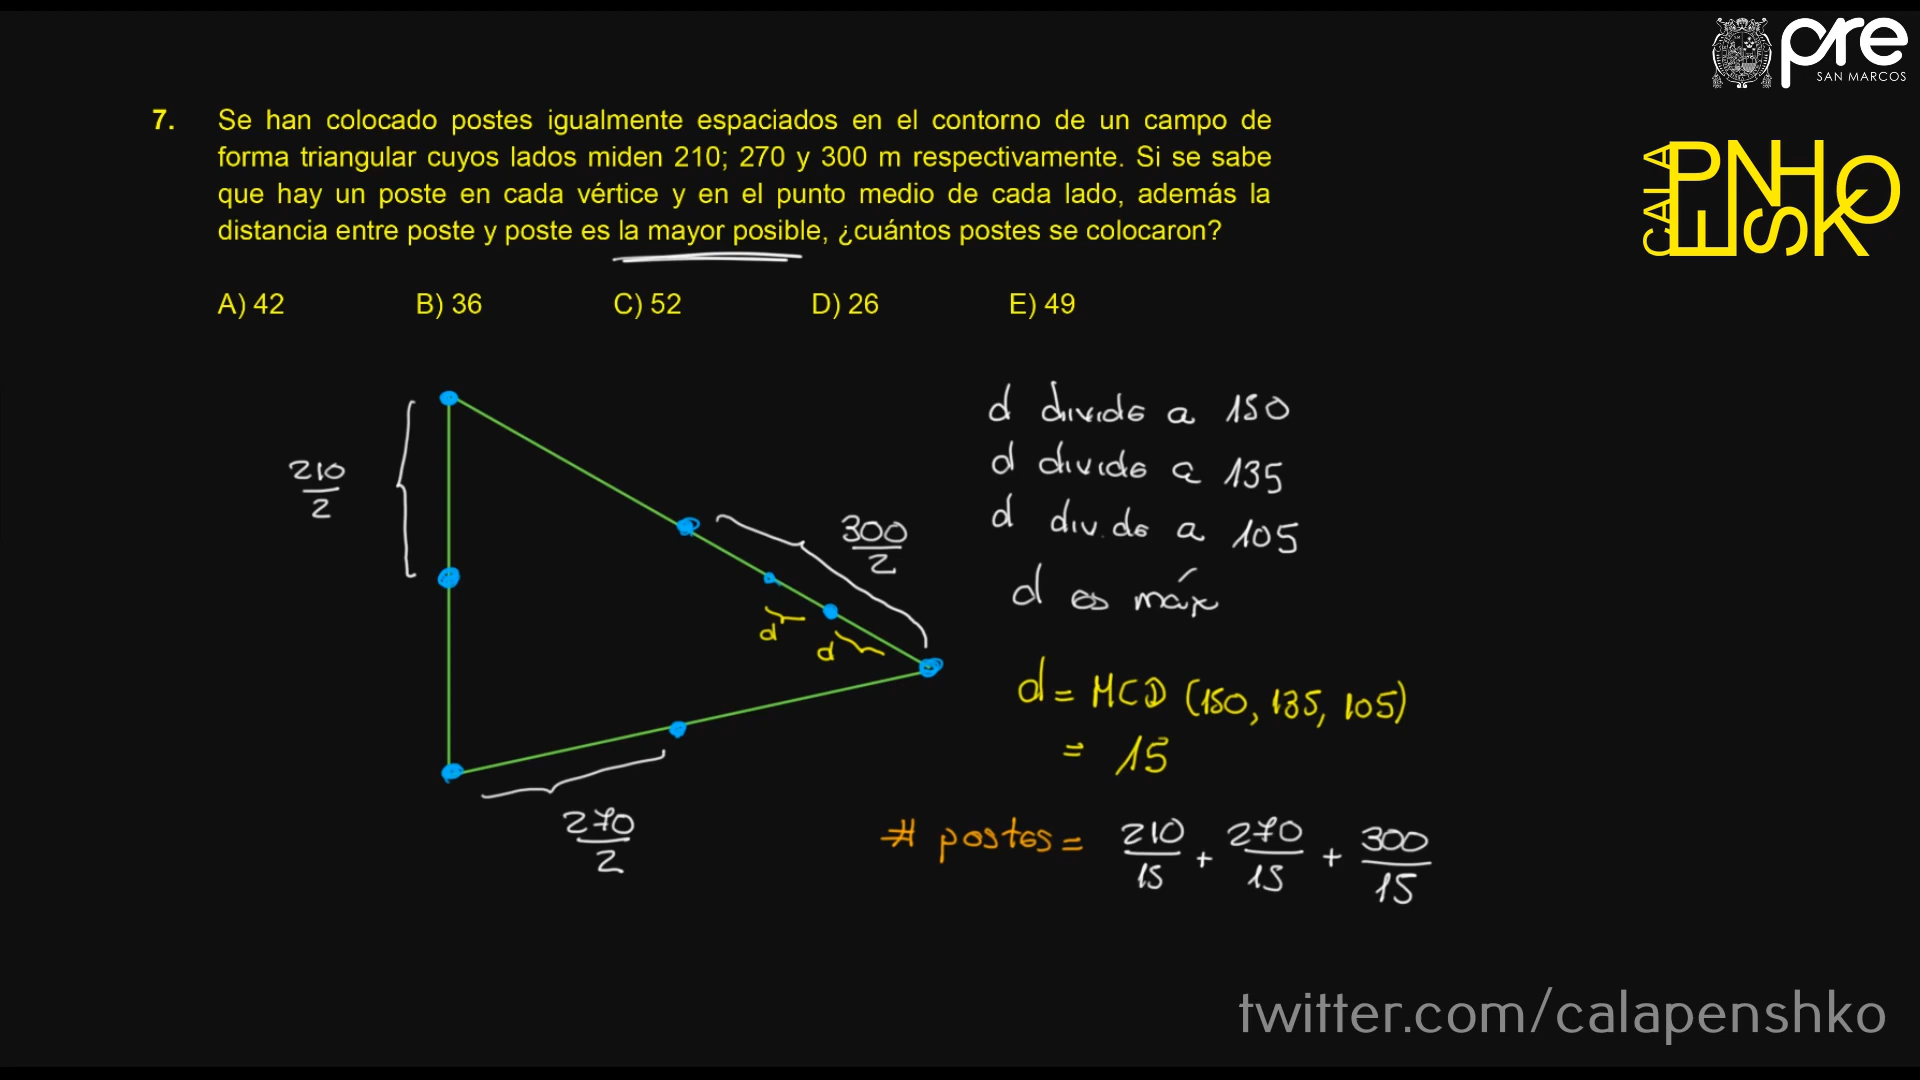 pre
SAN MARCOS
CALA
PENSHKO
7. Se han colocado postes igualmente espaciados en el contorno de un campo de
forma triangular cuyos lados miden 210; 270 y 300 m respectivamente. Si se sabe
que hay un poste en cada vértice y en el punto medio de cada lado, además la
distancia entre poste y poste es la mayor posible, ¿cuántos postes se colocaron?
A) 42 B) 36 C) 52 D) 26 E) 49
210/2
300/2
d
d
270/2
d divide a 150
d divide a 135
d divide a 105
d es máx
d = MCD (150, 135, 105)
= 15
# postes = 210/15 + 270/15 + 300/15
twitter.com/calapenshko